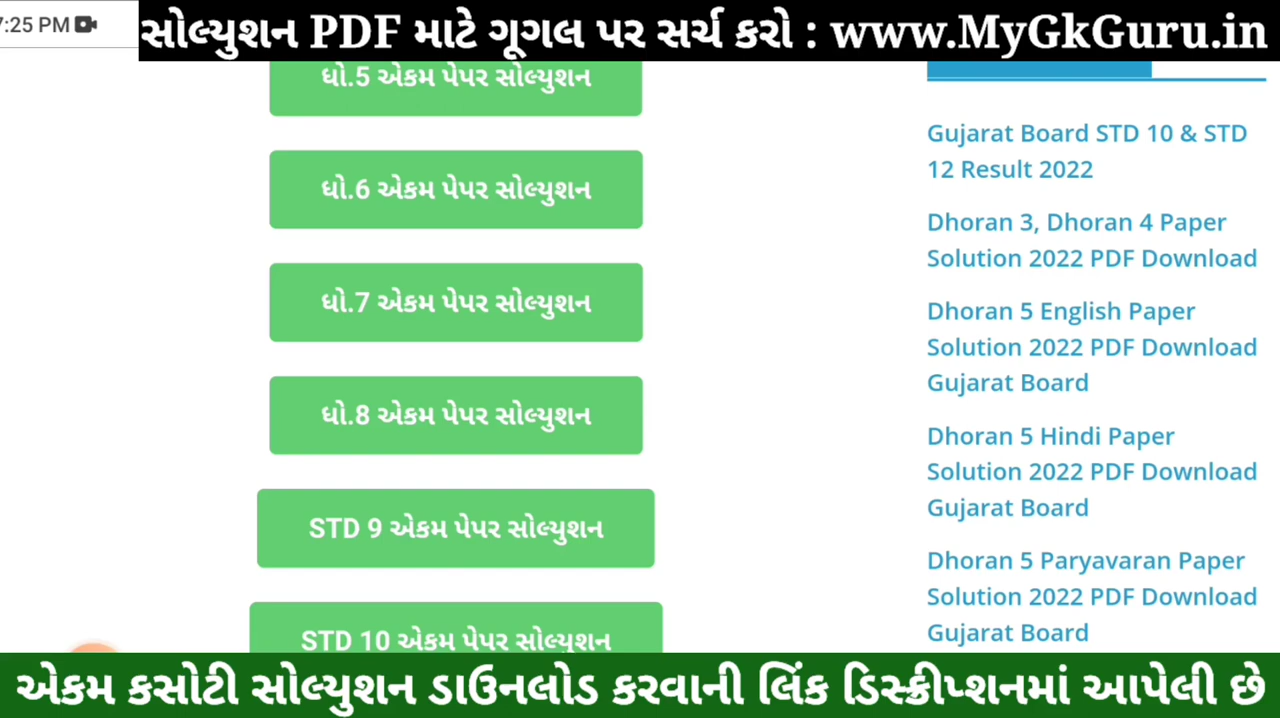 7:25 PM
સોલ્યુશન PDF માટે ગૂગલ પર સર્ચ કરો : www.MyGkGuru.in
ધો.5 એકમ પેપર સોલ્યુશન
ધો.6 એકમ પેપર સોલ્યુશન
ધો.7 એકમ પેપર સોલ્યુશન
ધો.8 એકમ પેપર સોલ્યુશન
STD 9 એકમ પેપર સોલ્યુશન
STD 10 એકમ પેપર સોલ્યુશન
Gujarat Board STD 10 & STD
12 Result 2022
Dhoran 3, Dhoran 4 Paper
Solution 2022 PDF Download
Dhoran 5 English Paper
Solution 2022 PDF Download
Gujarat Board
Dhoran 5 Hindi Paper
Solution 2022 PDF Download
Gujarat Board
Dhoran 5 Paryavaran Paper
Solution 2022 PDF Download
Gujarat Board
એકમ કસોટી સોલ્યુશન ડાઉનલોડ કરવાની લિંક ડિસ્ક્રીપ્શનમાં આપેલી છે